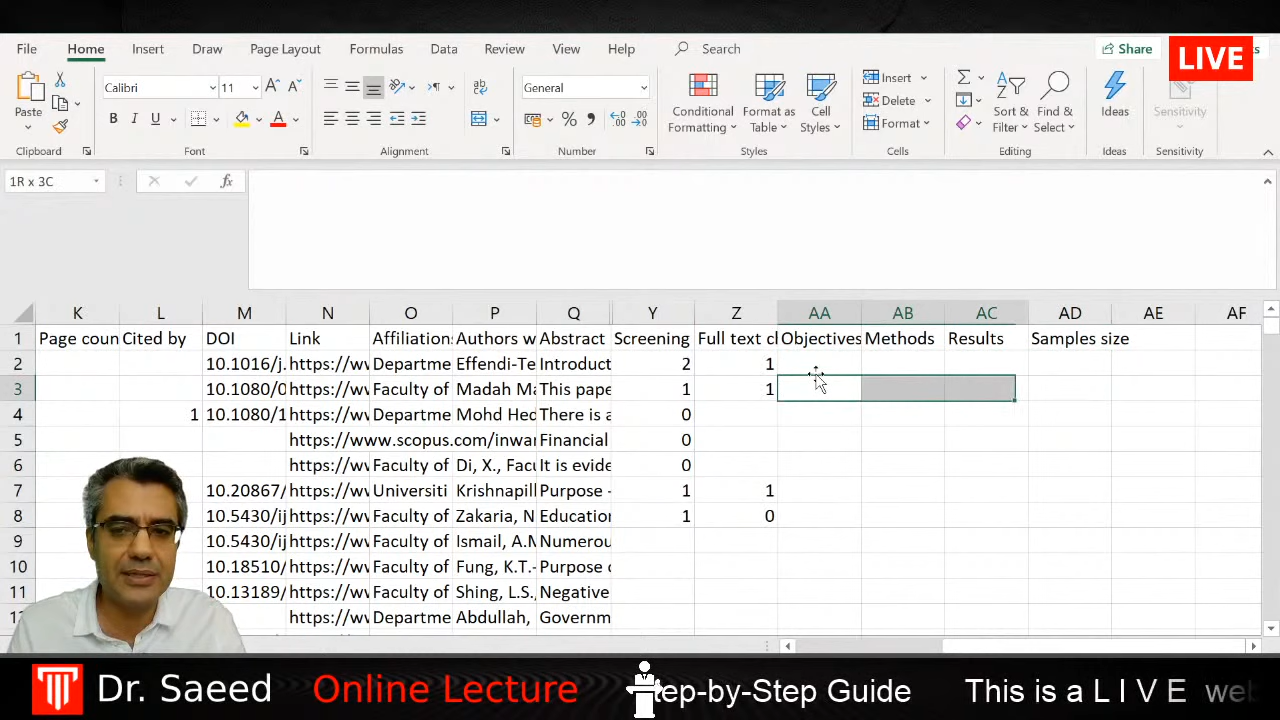 File Home Insert Draw Page Layout Formulas Data Review View Help Search Share
LIVE
Calibri 11 General Insert
Paste Conditional Format as Cell Delete Sort & Find & Ideas Sensitivity
B I U Formatting Table Styles Format Filter Select
Clipboard Font Alignment Number Styles Cells Editing Ideas Sensitivity
1R x 3C fx
K L M N O P Q Y Z AA AB AC AD AE AF
1 Page coun Cited by DOI Link Affiliation Authors w Abstract Screening Full text cl Objectives Methods Results Samples size
2 10.1016/j. https://wv Departme Effendi-Te Introduct 2 1
3 10.1080/0 https://wv Faculty of Madah Ma This pape 1 1
4 1 10.1080/1 https://wv Departme Mohd Hed There is a 0
5 https://www.scopus.com/inwar Financial 0
6 https://wv Faculty of Di, X., Facu It is evide 0
7 10.20867/ https://wv Universiti Krishnapill Purpose - 1 1
8 10.5430/ij https://wv Faculty of Zakaria, N Education 1 0
9 10.5430/ij https://wv Faculty of Ismail, A.N Numerou
10 10.18510/ https://wv Faculty of Fung, K.T.- Purpose o
11 10.13189/ https://wv Faculty of Shing, L.S., Negative
https://wv Departme Abdullah, Governm
Dr. Saeed Online Lecture tep-by-Step Guide This is a L I V E web